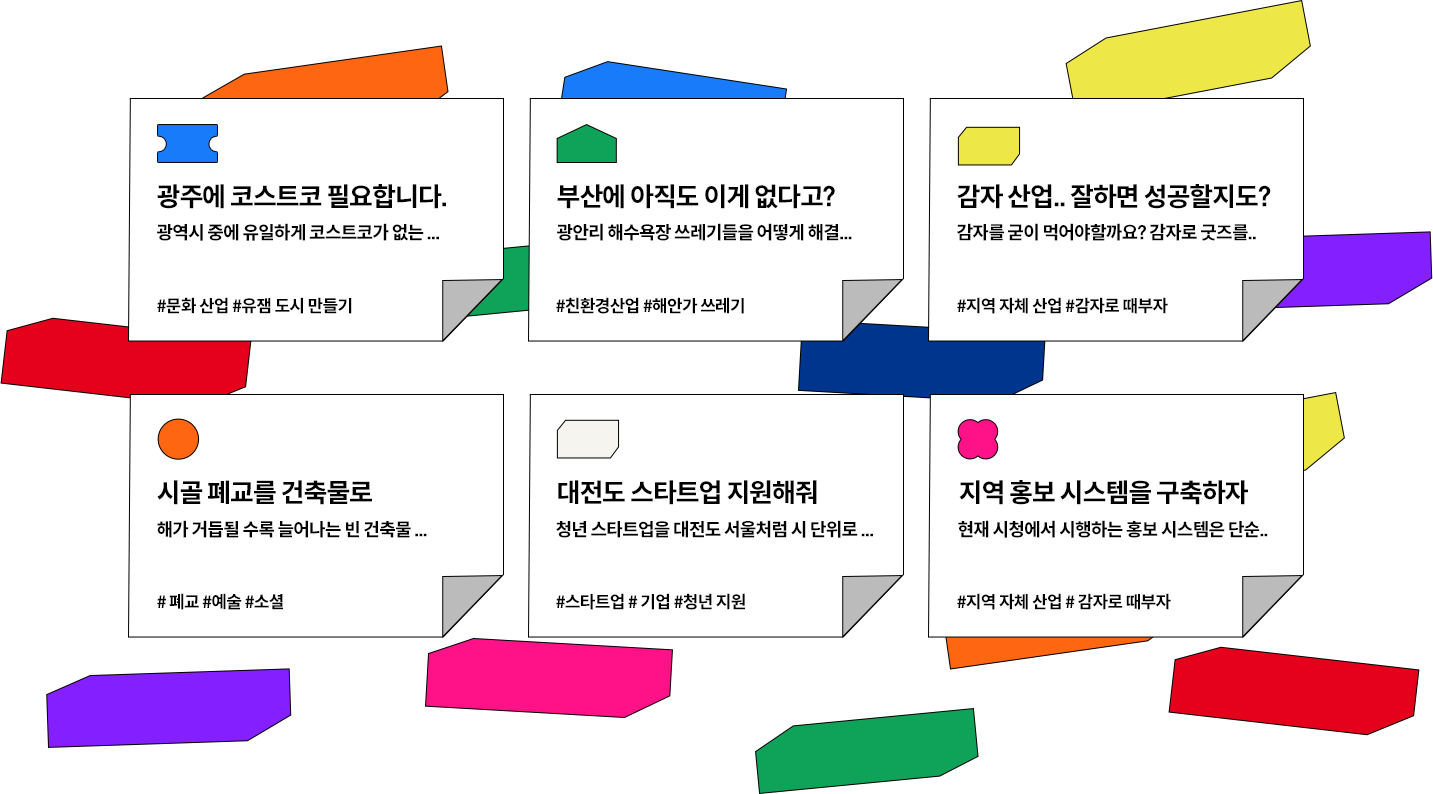 광주에 코스트코 필요합니다.
광역시 중에 유일하게 코스트코가 없는 ...
#문화 산업 #유잼 도시 만들기
부산에 아직도 이게 없다고?
광안리 해수욕장 쓰레기들을 어떻게 해결...
#친환경산업 #해안가 쓰레기
감자 산업.. 잘하면 성공할지도?
감자를 굳이 먹어야할까요? 감자로 굿즈를..
#지역 자체 산업 #감자로 때부자
시골 폐교를 건축물로
해가 거듭될 수록 늘어나는 빈 건축물 ...
# 폐교 #예술 #소셜
대전도 스타트업 지원해줘
청년 스타트업을 대전도 서울처럼 시 단위로 ...
#스타트업 # 기업 #청년 지원
지역 홍보 시스템을 구축하자
현재 시청에서 시행하는 홍보 시스템은 단순..
#지역 자체 산업 # 감자로 때부자